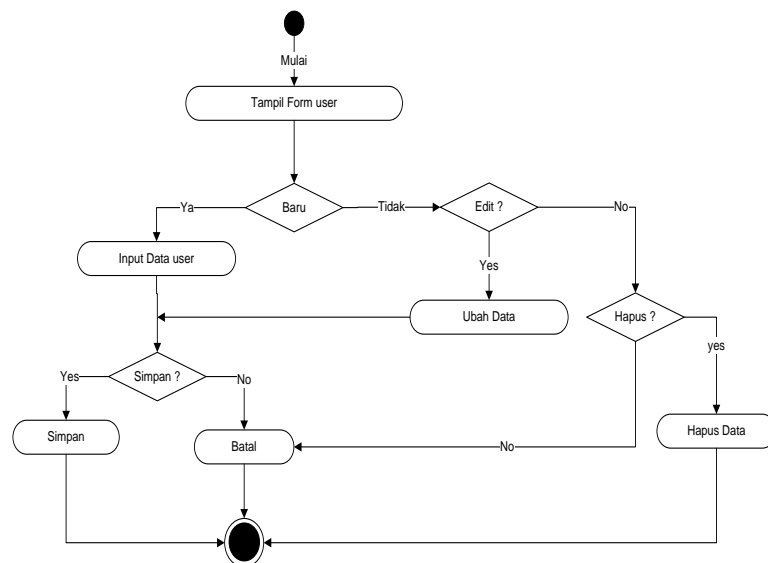 Mulai
Tampil Form user
Ya
Baru
Tidak
Edit ?
No
Input Data user
Yes
Ubah Data
Hapus ?
yes
Yes
Simpan ?
No
Simpan
Batal
No
Hapus Data